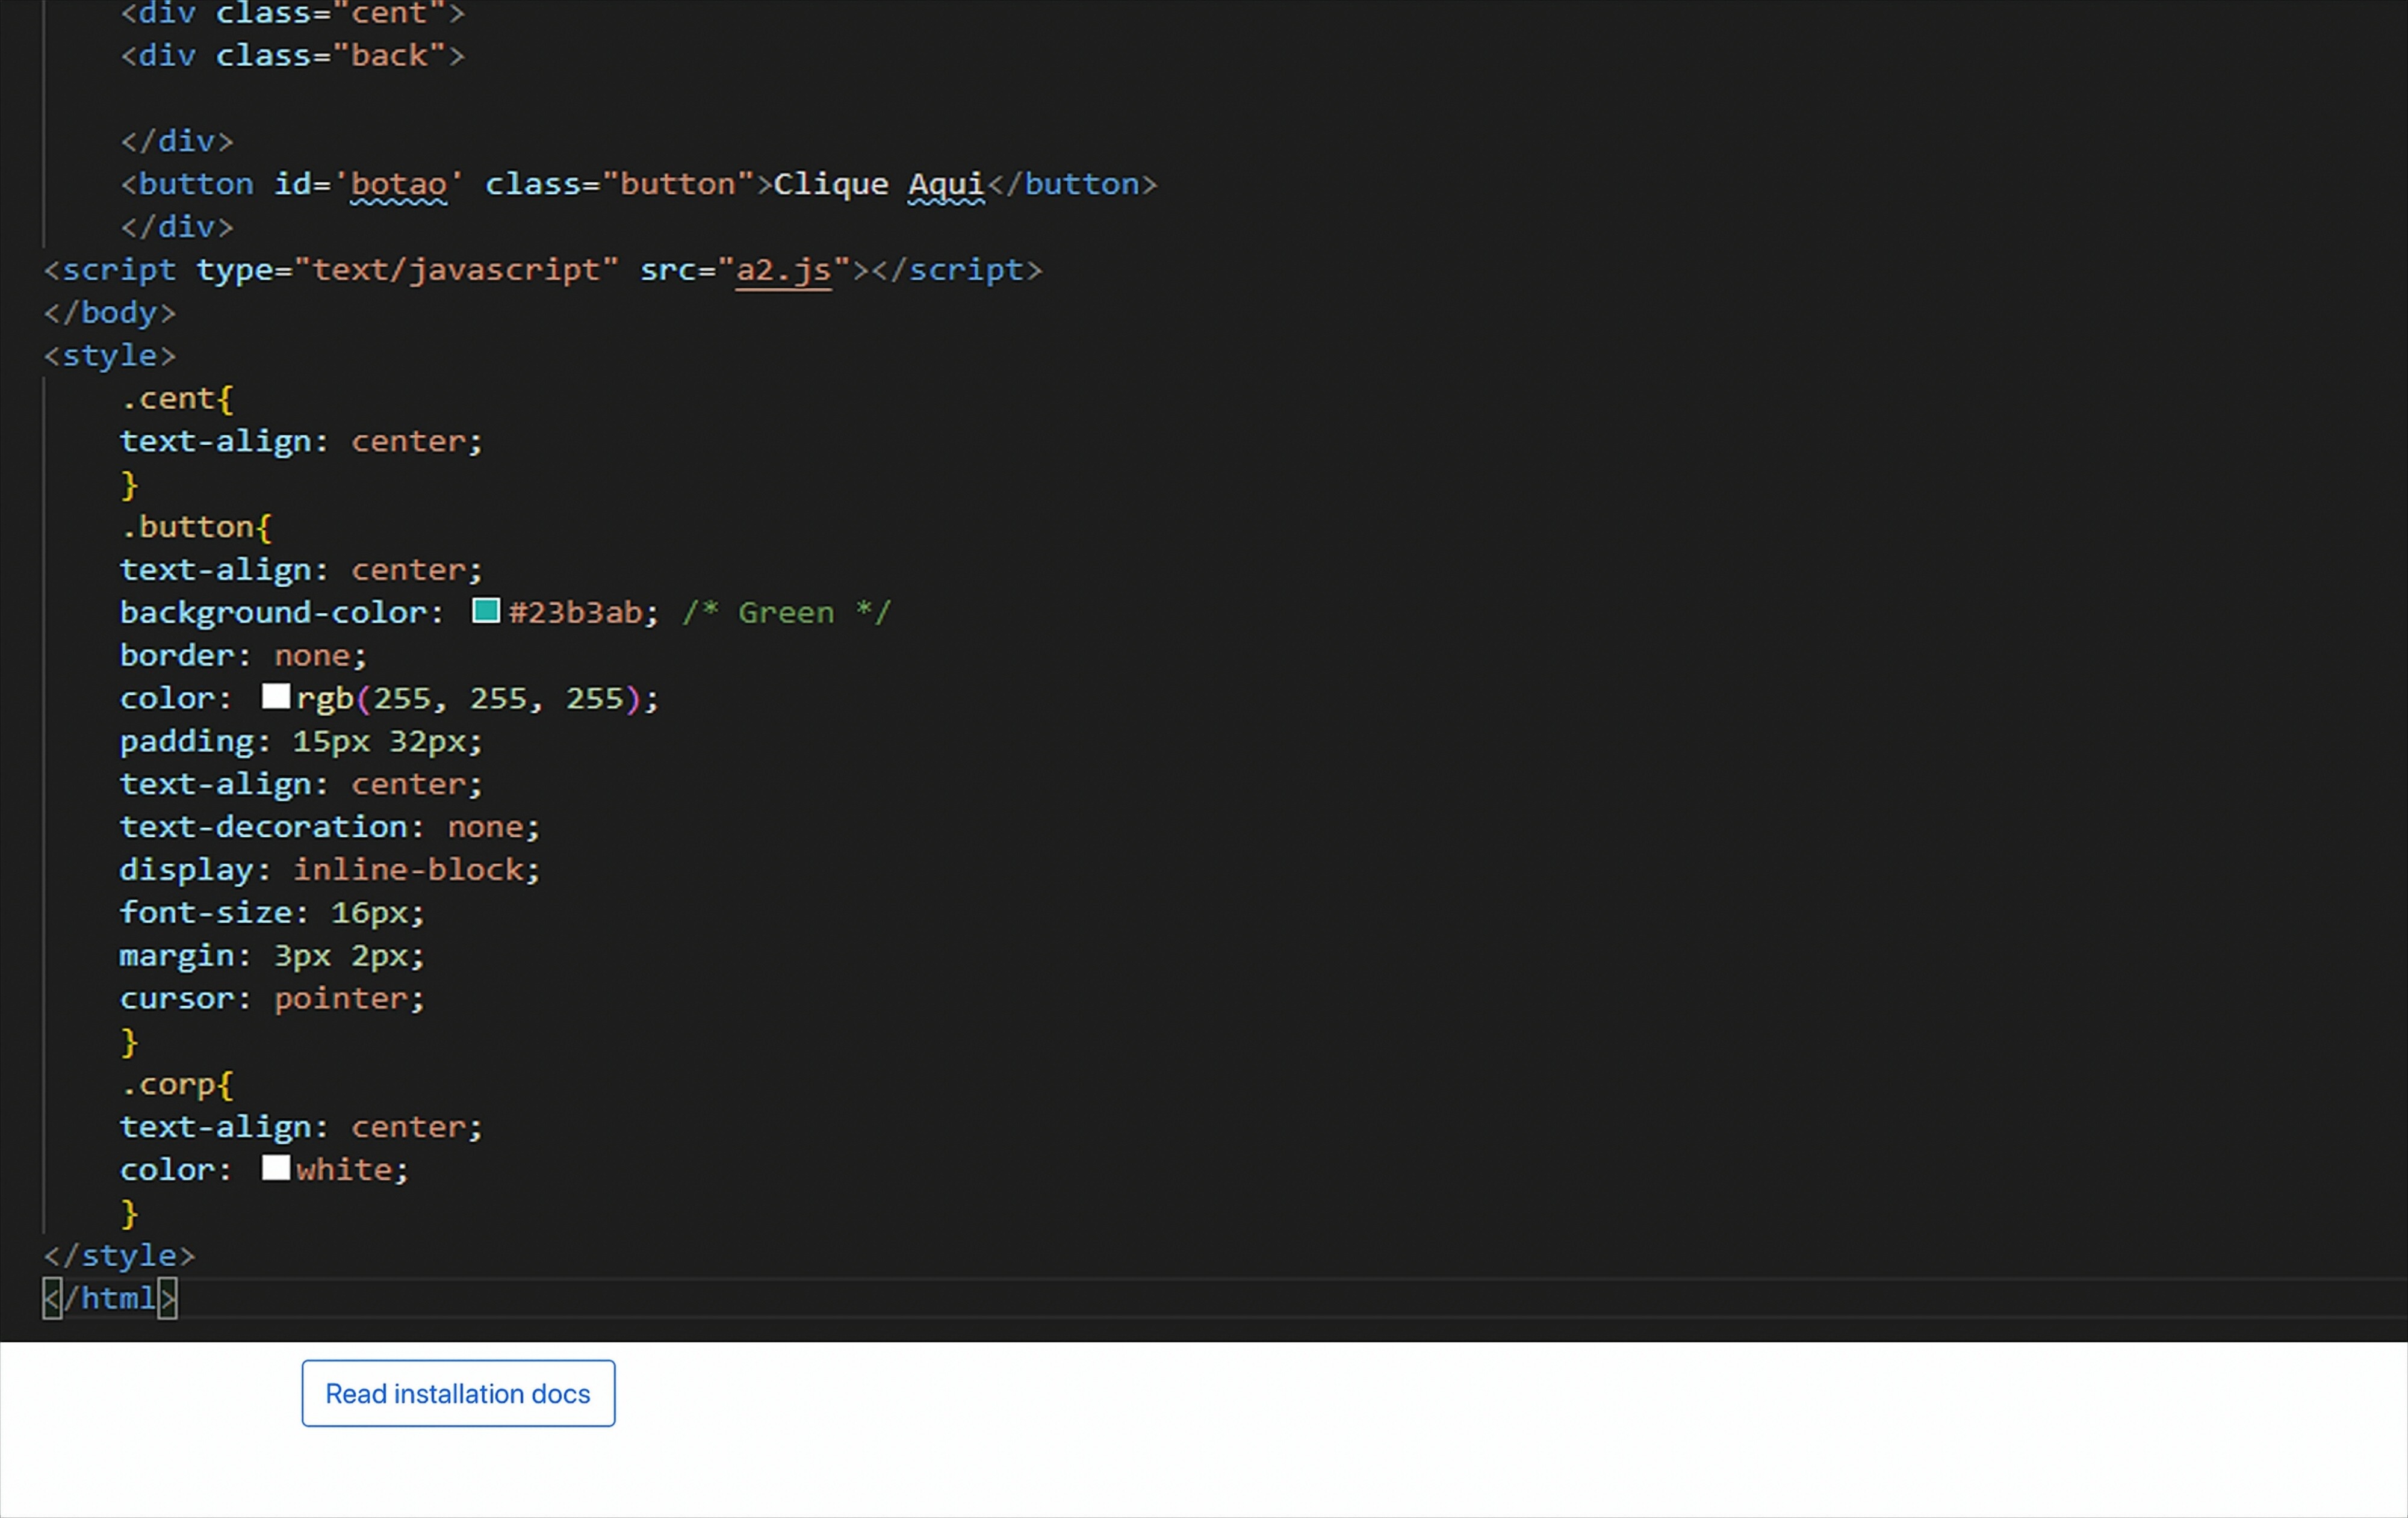 <div class="cent">
<div class="back">
</div>
<button id='botao' class="button">Clique Aqui</button>
</div>
<script type="text/javascript" src="a2.js"></script>
</body>
<style>
.cent{
text-align: center;
}
.button{
text-align: center;
background-color: #23b3ab; /* Green */
border: none;
color: rgb(255, 255, 255);
padding: 15px 32px;
text-align: center;
text-decoration: none;
display: inline-block;
font-size: 16px;
margin: 3px 2px;
cursor: pointer;
}
.corp{
text-align: center;
color: white;
}
</style>
</html>
Read installation docs